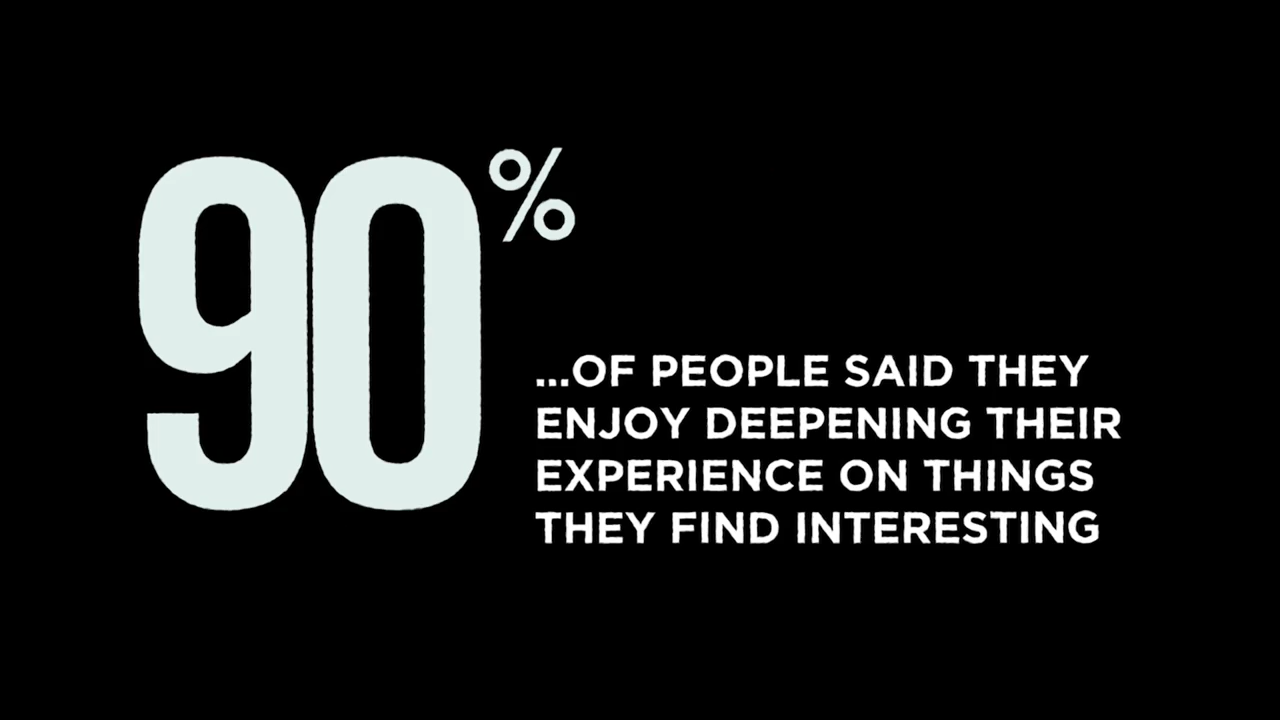 90%
...OF PEOPLE SAID THEY
ENJOY DEEPENING THEIR
EXPERIENCE ON THINGS
THEY FIND INTERESTING